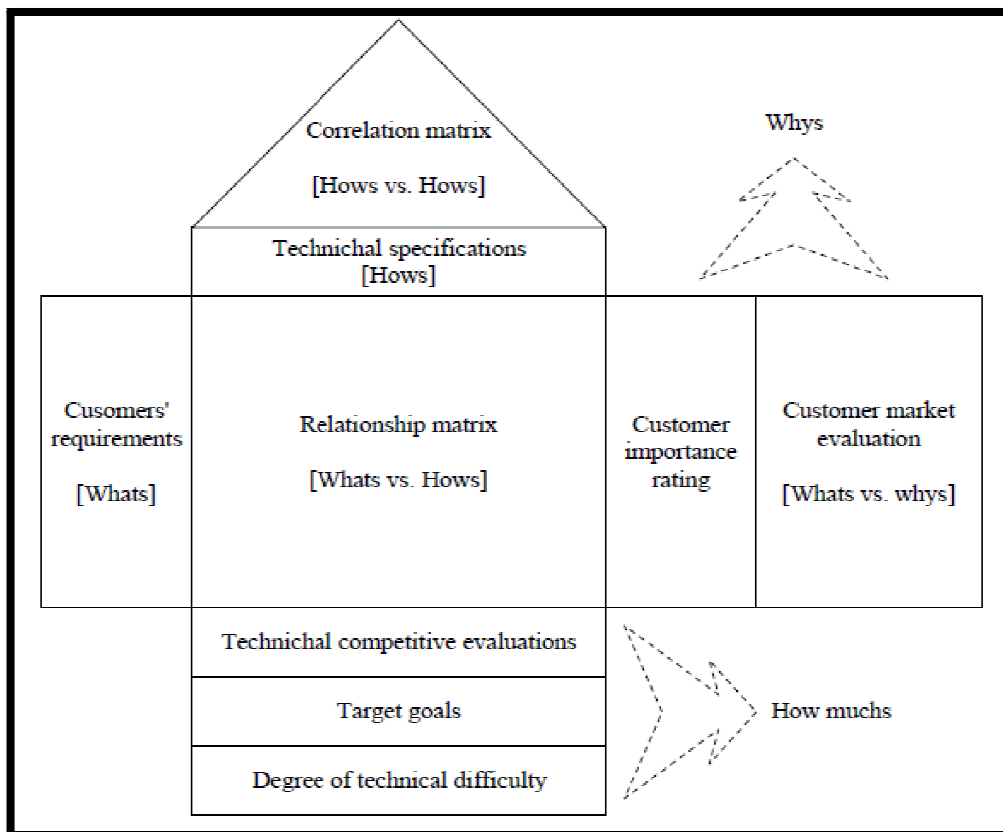 Correlation matrix
[Hows vs. Hows]
Whys
Technichal specifications
[Hows]
Cusomers'
requirements
[Whats]
Relationship matrix
[Whats vs. Hows]
Customer
importance
rating
Customer market
evaluation
[Whats vs. whys]
Technichal competitive evaluations
Target goals
Degree of technical difficulty
How muchs